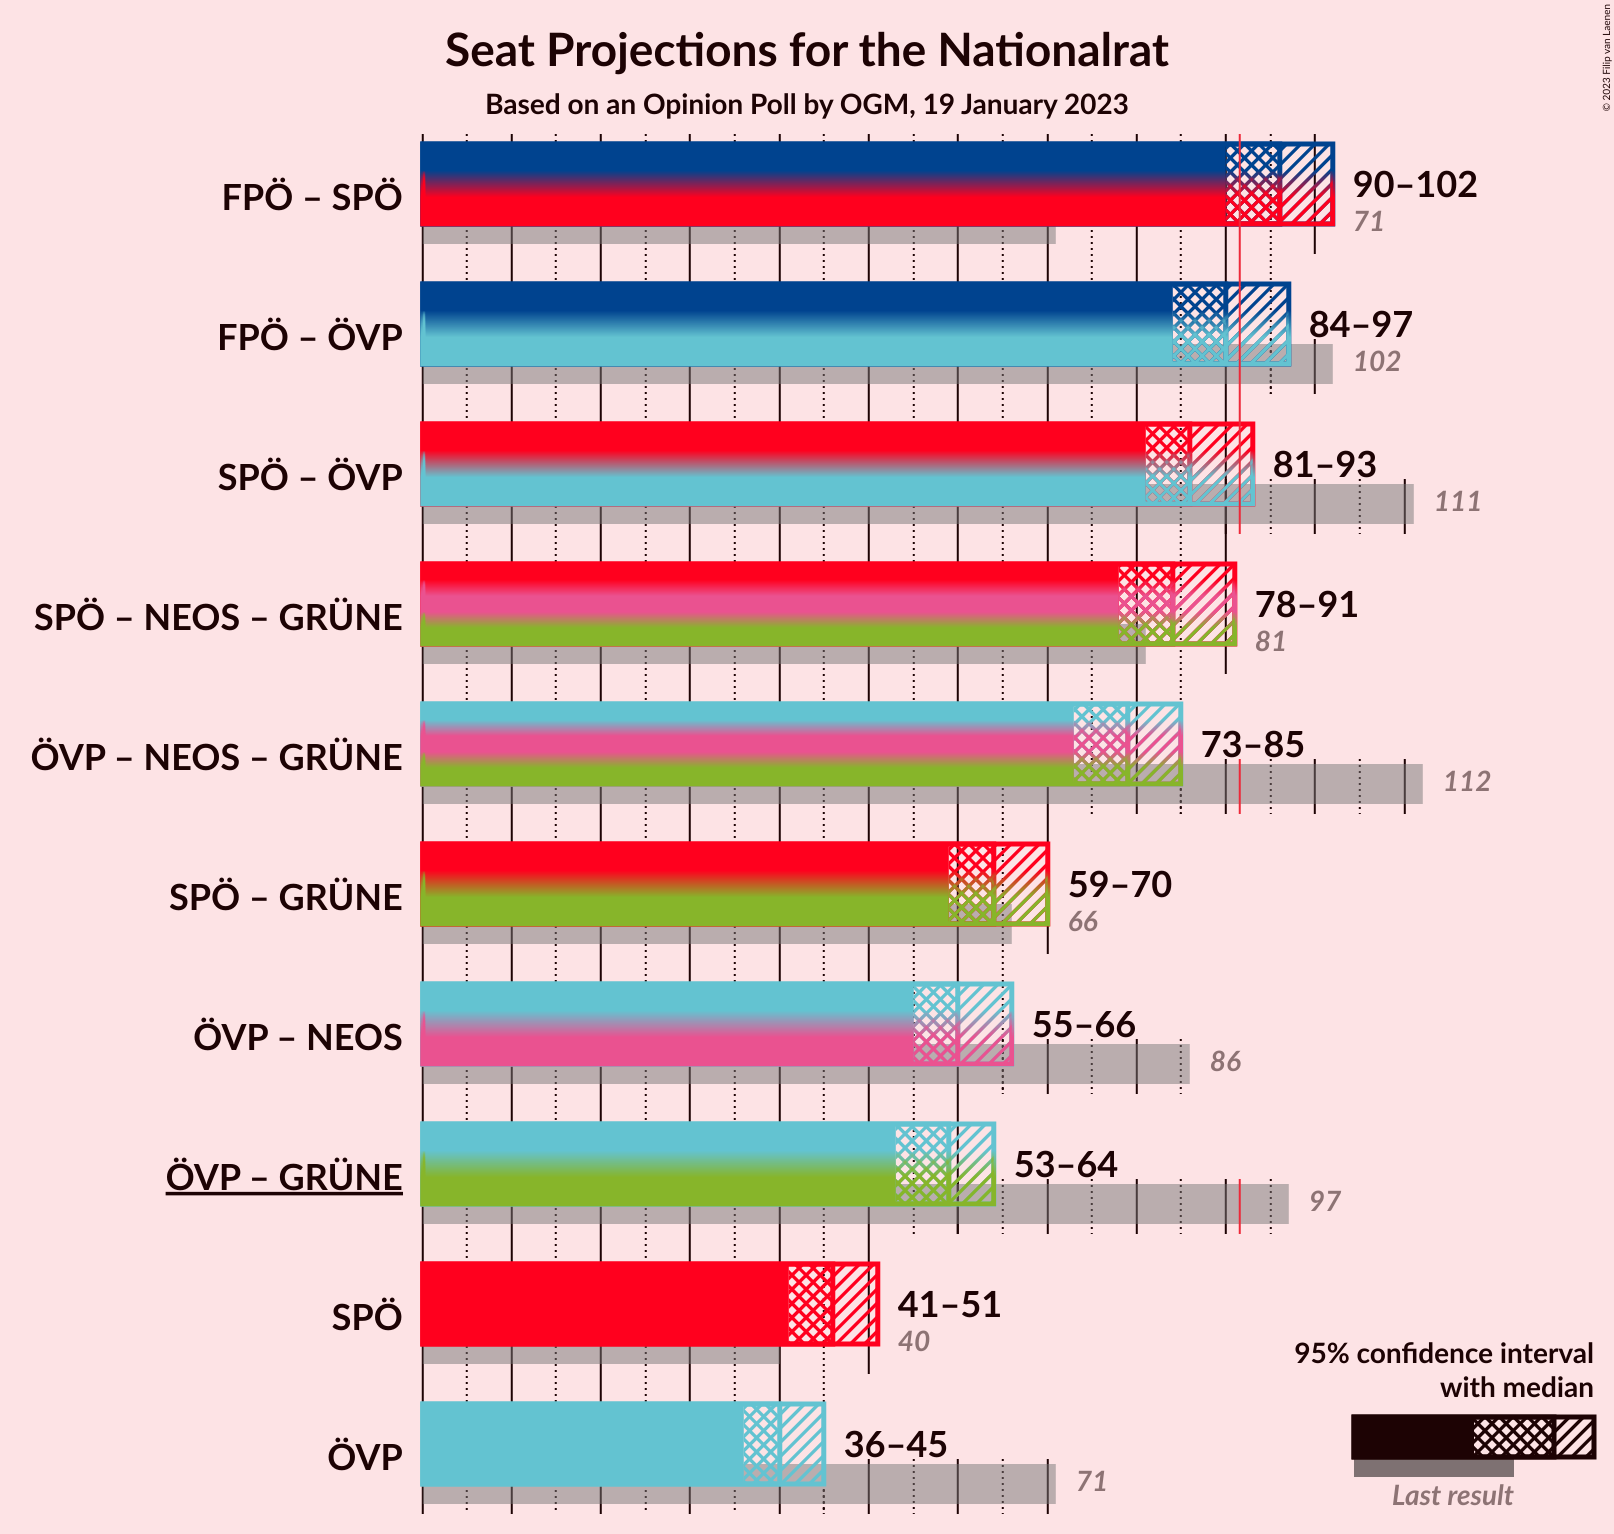 Seat Projections for the Nationalrat
Based on an Opinion Poll by OGM, 19 January 2023
© 2023 Filip van Laenen
FPÖ – SPÖ
90–102
71
FPÖ – ÖVP
84–97
102
SPÖ – ÖVP
81–93
111
SPÖ – NEOS – GRÜNE
78–91
81
ÖVP – NEOS – GRÜNE
73–85
112
SPÖ – GRÜNE
59–70
66
ÖVP – NEOS
55–66
86
ÖVP – GRÜNE
53–64
97
SPÖ
41–51
40
ÖVP
36–45
71
95% confidence interval
with median
Last result